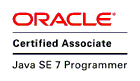 ORACLE®
Certified Associate
Java SE 7 Programmer